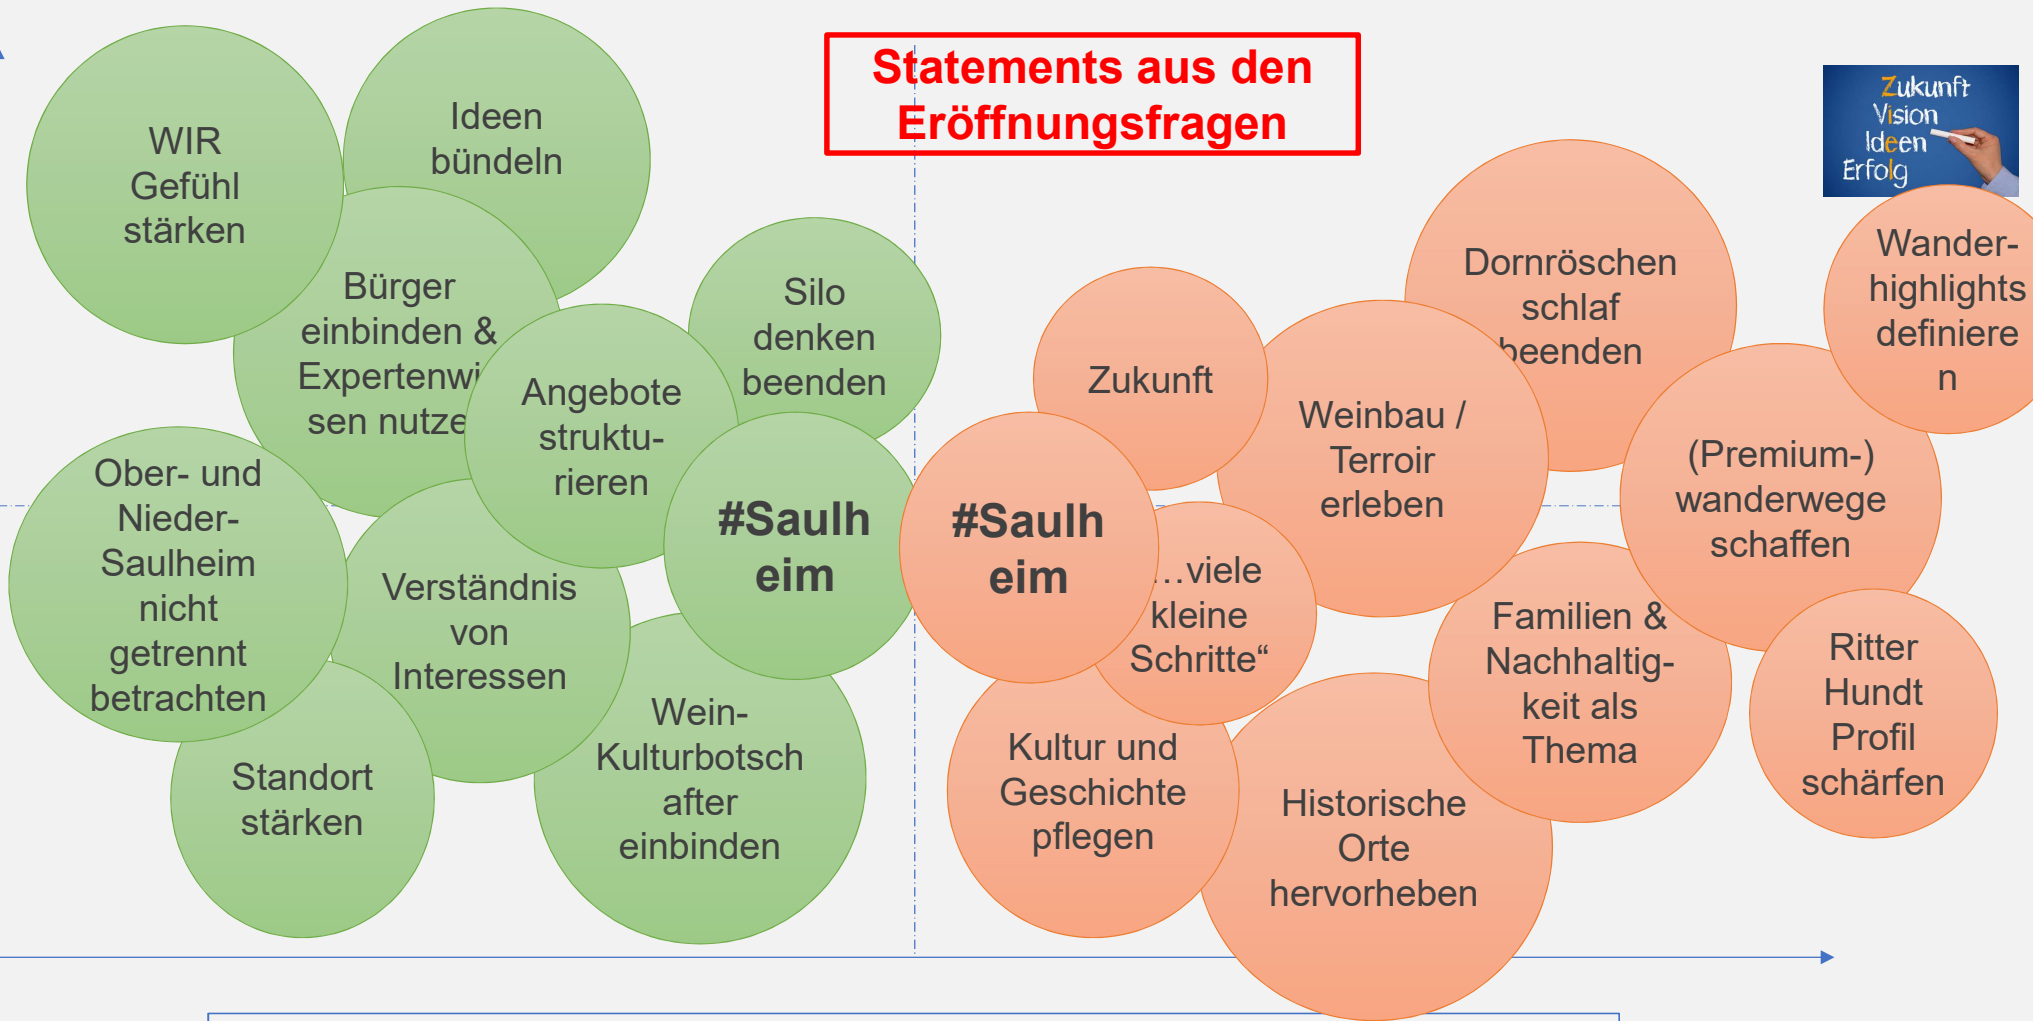 Statements aus den
Eröffnungsfragen
Zukunft
Vision
Ideen
Erfolg
WIR
Gefühl
stärken
Ideen
bündeln
Bürger
einbinden &
Expertenwi
sen nutze
Angebote
struktu-
rieren
Silo
denken
beenden
Ober- und
Nieder-
Saulheim
nicht
getrennt
betrachten
Verständnis
von
Interessen
#Saulh
eim
Standort
stärken
Wein-
Kulturbotsch
after
einbinden
#Saulh
eim
Zukunft
Weinbau /
Terroir
erleben
Dornröschen
schlaf
beenden
Wander-
highlights
definiere
n
(Premium-)
wanderwege
schaffen
…viele
kleine
Schritte“
Familien &
Nachhaltig-
keit als
Thema
Ritter
Hundt
Profil
schärfen
Kultur und
Geschichte
pflegen
Historische
Orte
hervorheben